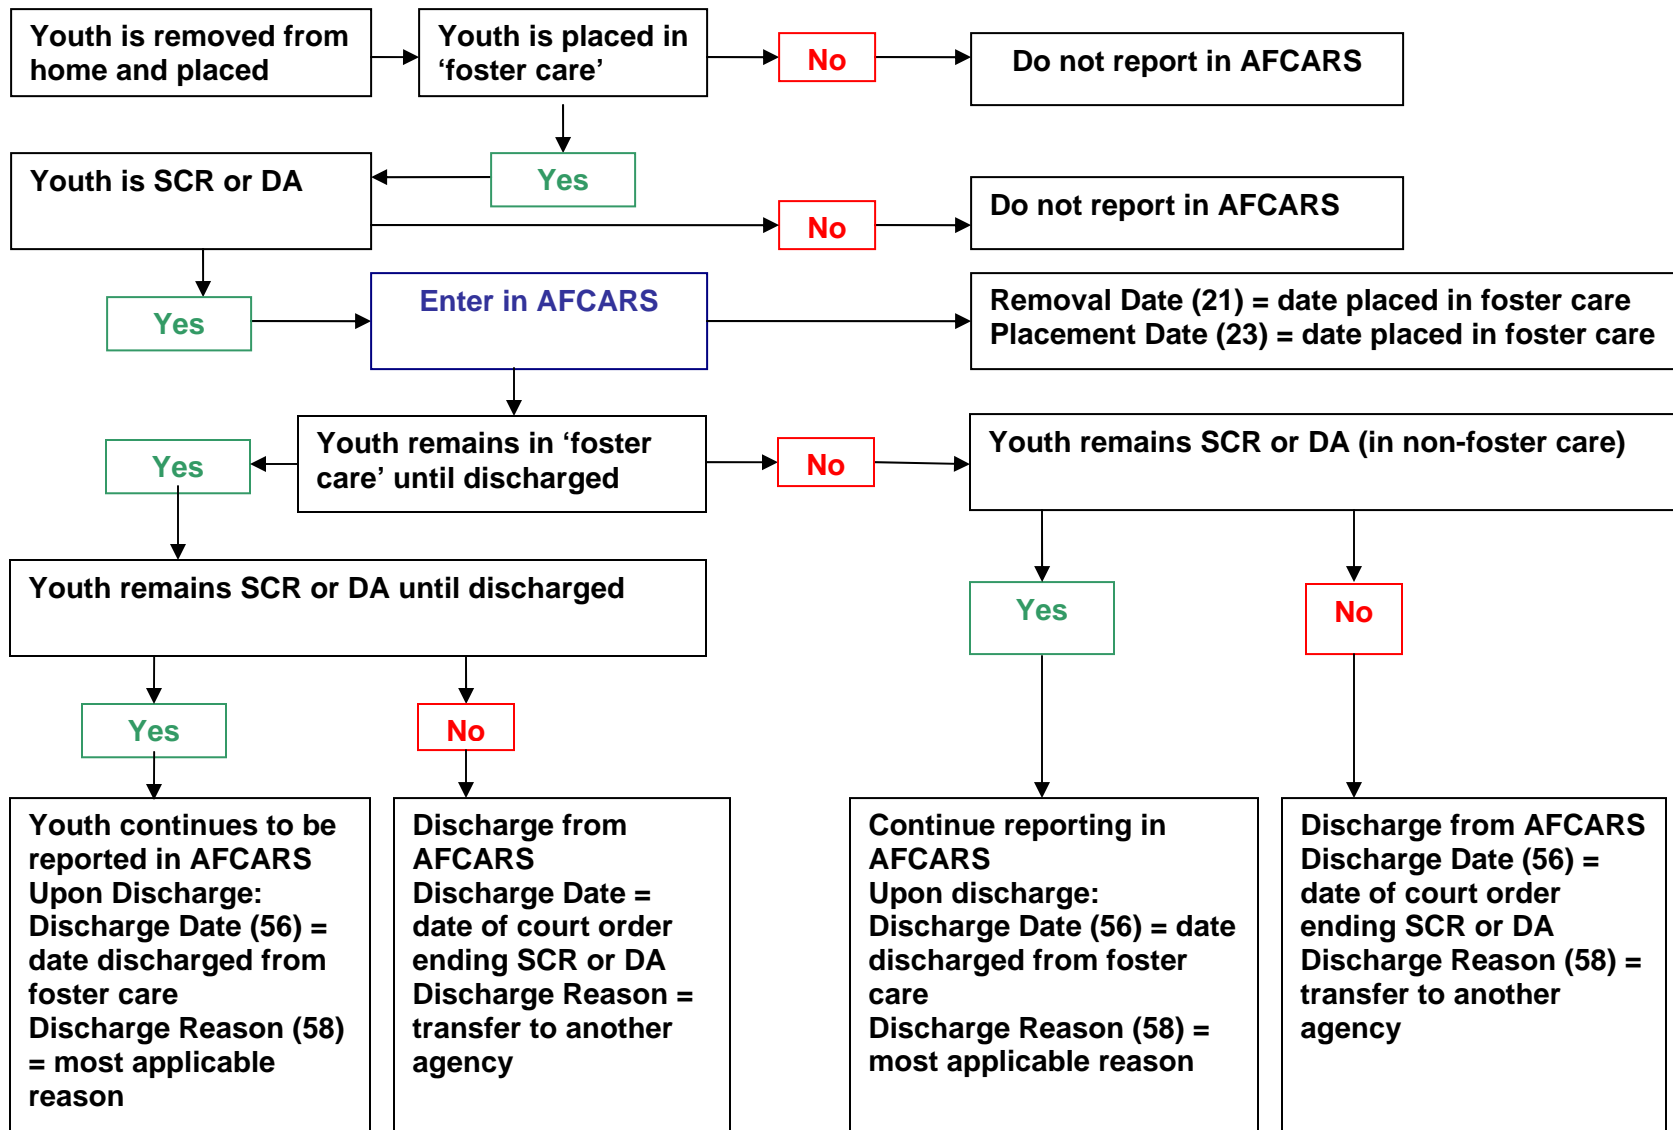 Youth is removed from
home and placed
Youth is placed in
‘foster care’
No
Do not report in AFCARS
Yes
Youth is SCR or DA
No
Do not report in AFCARS
Yes
Enter in AFCARS
Removal Date (21) = date placed in foster care
Placement Date (23) = date placed in foster care
Youth remains in ‘foster
care’ until discharged
Yes
No
Youth remains SCR or DA (in non-foster care)
Youth remains SCR or DA until discharged
Yes
No
Yes
No
Youth continues to be
reported in AFCARS
Upon Discharge:
Discharge Date (56) =
date discharged from
foster care
Discharge Reason (58)
= most applicable
reason
Discharge from
AFCARS
Discharge Date =
date of court order
ending SCR or DA
Discharge Reason =
transfer to another
agency
Continue reporting in
AFCARS
Upon discharge:
Discharge Date (56) = date
discharged from foster
care
Discharge Reason (58) =
most applicable reason
Discharge from AFCARS
Discharge Date (56) =
date of court order
ending SCR or DA
Discharge Reason (58) =
transfer to another
agency